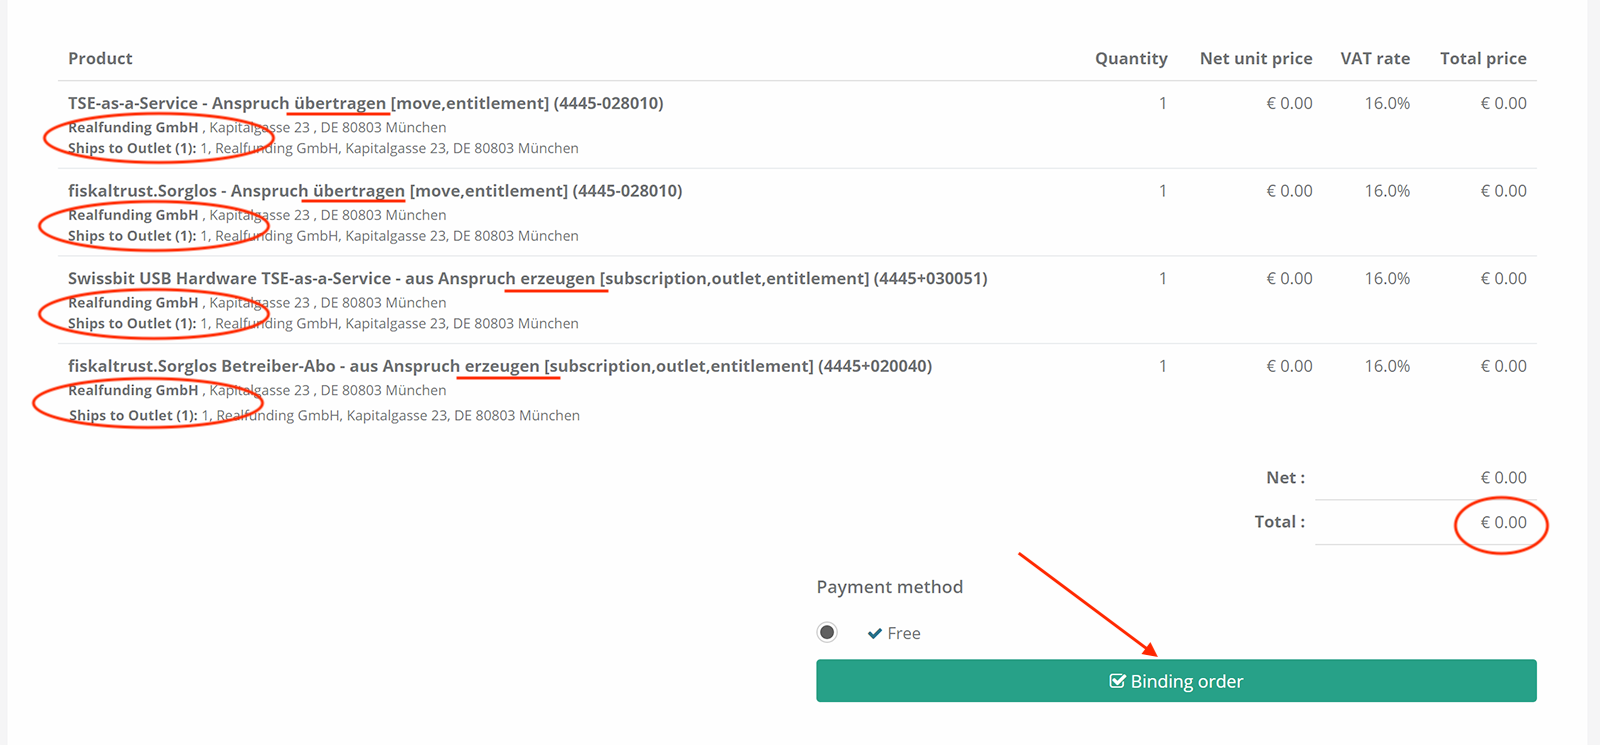 Product Quantity Net unit price VAT rate Total price
TSE-as-a-Service - Anspruch übertragen [move,entitlement] (4445-028010) 1 € 0.00 16.0% € 0.00
Realfunding GmbH , Kapitalgasse 23 , DE 80803 München
Ships to Outlet (1): 1, Realfunding GmbH, Kapitalgasse 23, DE 80803 München
fiskaltrust.Sorglos - Anspruch übertragen [move,entitlement] (4445-028010) 1 € 0.00 16.0% € 0.00
Realfunding GmbH , Kapitalgasse 23 , DE 80803 München
Ships to Outlet (1): 1, Realfunding GmbH, Kapitalgasse 23, DE 80803 München
Swissbit USB Hardware TSE-as-a-Service - aus Anspruch erzeugen [subscription,outlet,entitlement] (4445+030051) 1 € 0.00 16.0% € 0.00
Realfunding GmbH , Kapitalgasse 23 , DE 80803 München
Ships to Outlet (1): 1, Realfunding GmbH, Kapitalgasse 23, DE 80803 München
fiskaltrust.Sorglos Betreiber-Abo - aus Anspruch erzeugen [subscription,outlet,entitlement] (4445+020040) 1 € 0.00 16.0% € 0.00
Realfunding GmbH , Kapitalgasse 23 , DE 80803 München
Ships to Outlet (1): 1, Realfunding GmbH, Kapitalgasse 23, DE 80803 München
Net : € 0.00
Total : € 0.00
Payment method
Free
Binding order